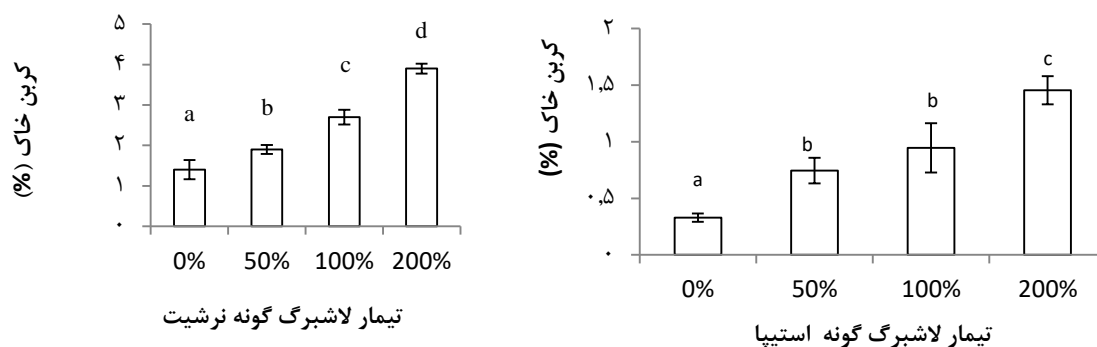 کربن خاک (%)
۵
۴
۳
۲
۱
۰
a
b
c
d
0% 50% 100% 200%
تیمار لاشبرگ گونه نرشیت
کربن خاک (%)
۲
۱,۵
۱
۰,۵
۰
a
b
b
c
0% 50% 100% 200%
تیمار لاشبرگ گونه استیپا